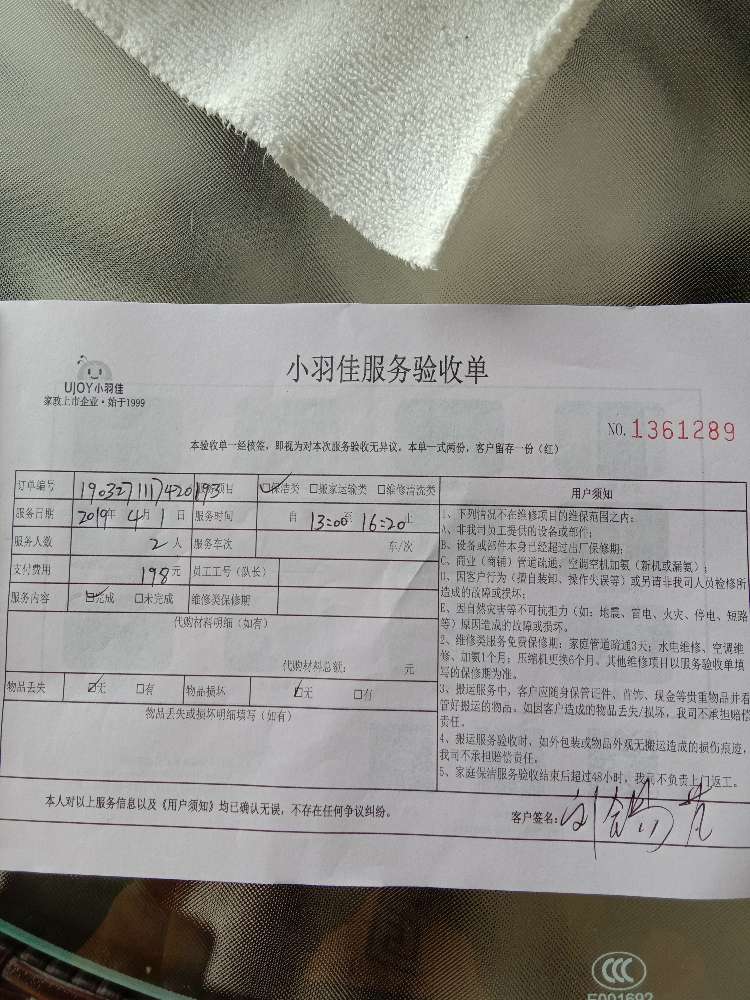 UJOY小羽佳
家政上市企业·始于1999
小羽佳服务验收单
NO. 1361289
本验收单一经核签，即视为对本次服务验收无异议，本单一式两份，客户留存一份（红）
订单编号 190327111742019 服务项目 ☑保洁类 □搬家运输类 □维修清洗类
服务日期 2019年 4月 1日 服务时间 自 13:00 至 16:20 止
服务人数 2 人 服务车次 车/次
支付费用 198元 员工工号（队长）
服务内容 ☑完成 □未完成 维修类保修期
代购材料明细（如有）
代购材料总额: 元
物品丢失 ☑无 □有 物品损坏 ☑无 □有
物品丢失或损坏明细填写（如有）
用户须知
1、下列情况不在维修项目的维保范围之内：
A、非我司员工提供的设备或部件；
B、设备或部件本身已经超过出厂保修期；
C、商业（商铺）管道疏通，空调空机加氨（新机或漏氨）；
D、因客户行为（擅自装卸、操作失误等）或另请非我司人员检修所
造成的故障或损坏；
E、因自然灾害等不可抗拒力（如：地震、雷电、火灾、停电、短路
等）原因造成的故障或损坏。
2、维修类服务免费保修期：家庭管道疏通3天；水电维修、空调维
修、加氨1个月；压缩机更换6个月、其他维修项目以服务验收单填
写的保修期为准。
3、搬运服务中，客户应随身保管证件、首饰、现金等贵重物品并看
管好搬运的物品，如因客户造成的物品丢失/损坏，我司不承担赔偿
责任。
4、搬运服务验收时，如外包装或物品外观无搬运造成的损伤痕迹，
我司不承担赔偿责任。
5、家庭保洁服务验收结束后超过48小时，我司不负责上门返工。
本人对以上服务信息以及《用户须知》均已确认无误，不存在任何争议纠纷。
客户签名:
CCC
E001692